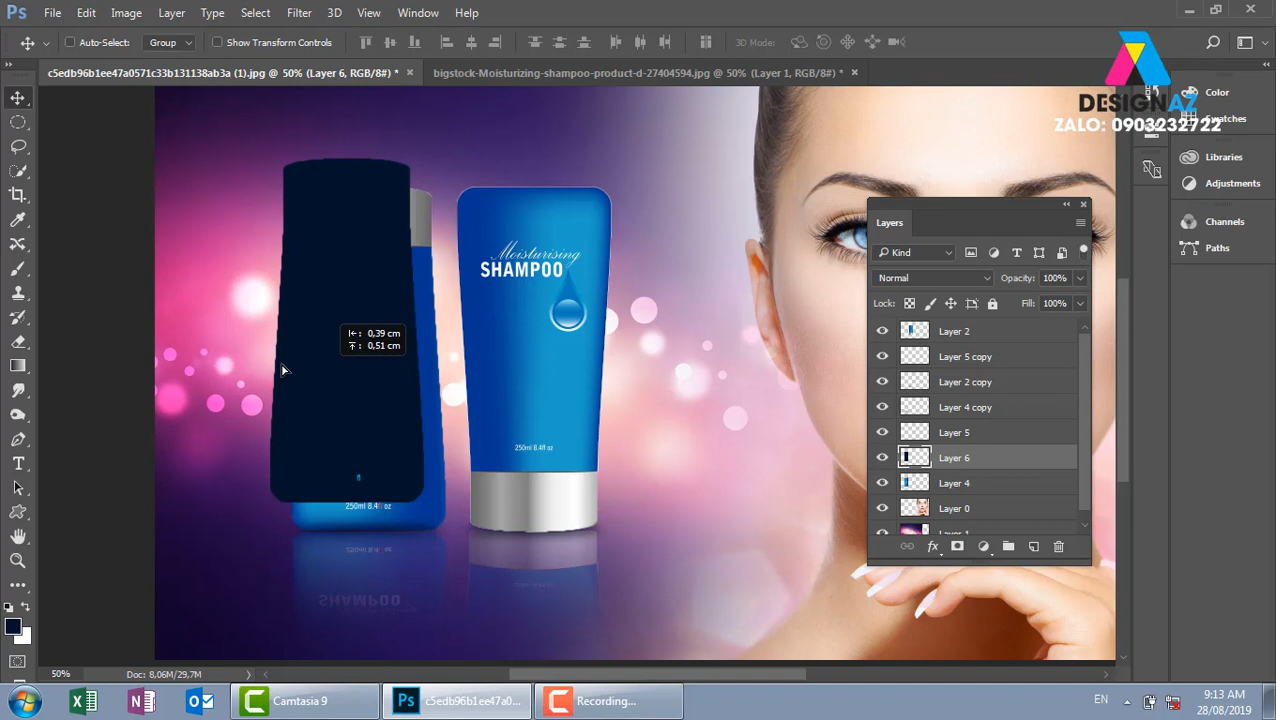 Ps File Edit Image Layer Type Select Filter 3D View Window Help
Auto-Select: Group Show Transform Controls 3D Mode:
c5edb96b1ee47a0571c33b131138ab3a (1).jpg @ 50% (Layer 6, RGB/8#) * × bigstock-Moisturizing-shampoo-product-d-27404594.jpg @ 50% (Layer 1, RGB/8#) * ×
DESIGNAZ
ZALO: 0903232722
Color
Swatches
Libraries
Adjustments
Channels
Paths
Layers
Kind
Normal Opacity: 100%
Lock: Fill: 100%
Layer 2
Layer 5 copy
Layer 2 copy
Layer 4 copy
Layer 5
Layer 6
Layer 4
Layer 0
Layer 1
fx
Moisturising
SHAMPOO
250ml 8.4fl oz
0,39 cm
0,51 cm
250ml 8.4fl oz
SHAMPOO
50% Doc: 8,06M/29,7M
Camtasia 9 Ps c5edb96b1ee47a0... Recording...
EN 9:13 AM
28/08/2019